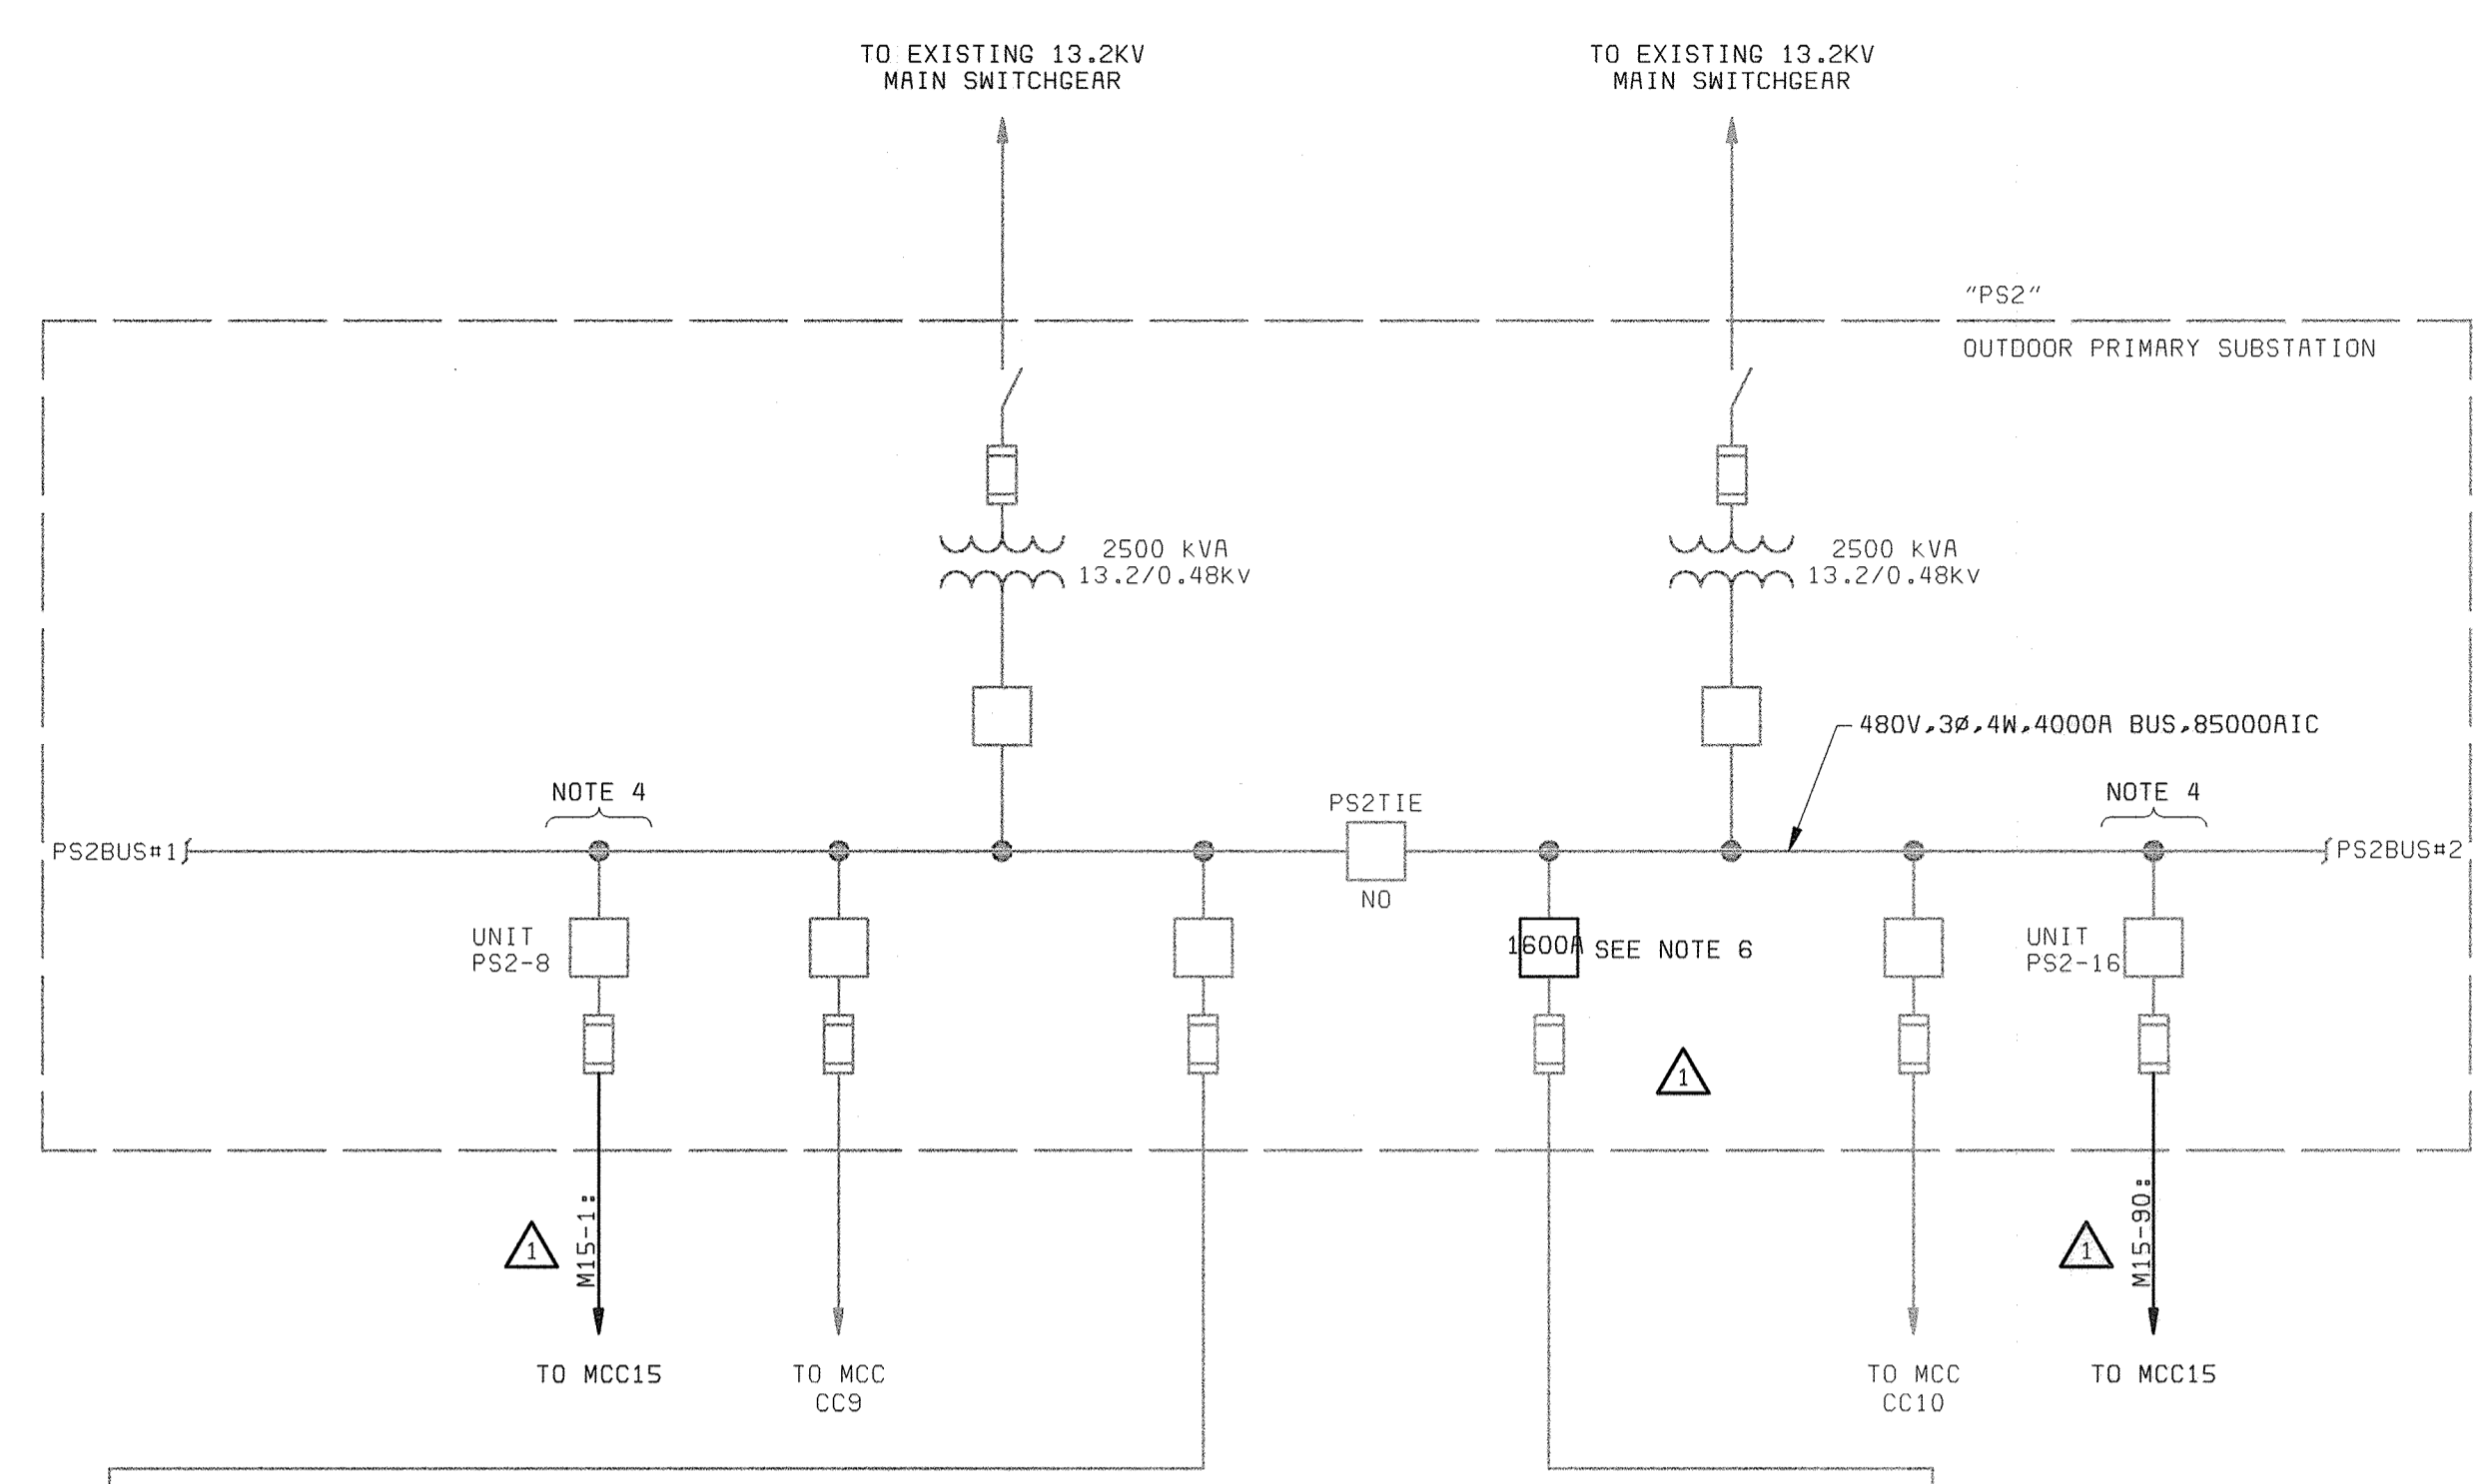 TO EXISTING 13.2KV
MAIN SWITCHGEAR
TO EXISTING 13.2KV
MAIN SWITCHGEAR
"PS2"
OUTDOOR PRIMARY SUBSTATION
2500 KVA
13.2/0.48Kv
2500 KVA
13.2/0.48Kv
480V,3Ø,4W,4000A BUS,85000AIC
NOTE 4
PS2TIE
NOTE 4
PS2BUS#1
PS2BUS#2
NO
UNIT
PS2-8
1600A SEE NOTE 6
UNIT
PS2-16
1
M15-1:
1
M15-90:
1
TO MCC15
TO MCC
CC9
TO MCC
CC10
TO MCC15